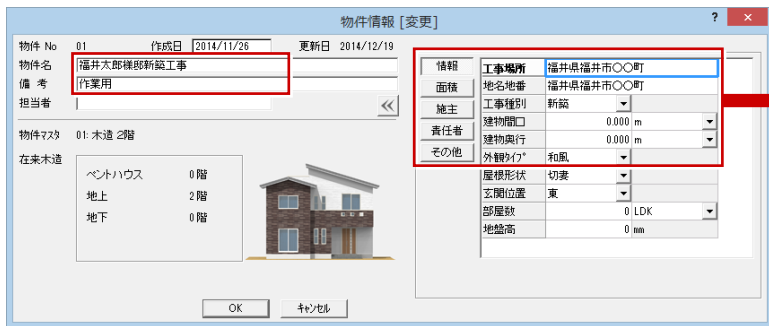 物件情報 [変更]
? ×
物件 No 01 作成日 2014/11/26 更新日 2014/12/19
物件名 福井太郎様邸新築工事
備 考 作業用
担当者
物件マスタ 01: 木造 2階
在来木造
ペントハウス 0 階
地上 2 階
地下 0 階
OK キャンセル
情報
面積
施主
責任者
その他
工事場所 福井県福井市〇〇町
地名地番 福井県福井市〇〇町
工事種別 新築
建物間口 0.000 m
建物奥行 0.000 m
外観タイプ 和風
屋根形状 切妻
玄関位置 東
部屋数 0 LDK
地盤高 0 mm